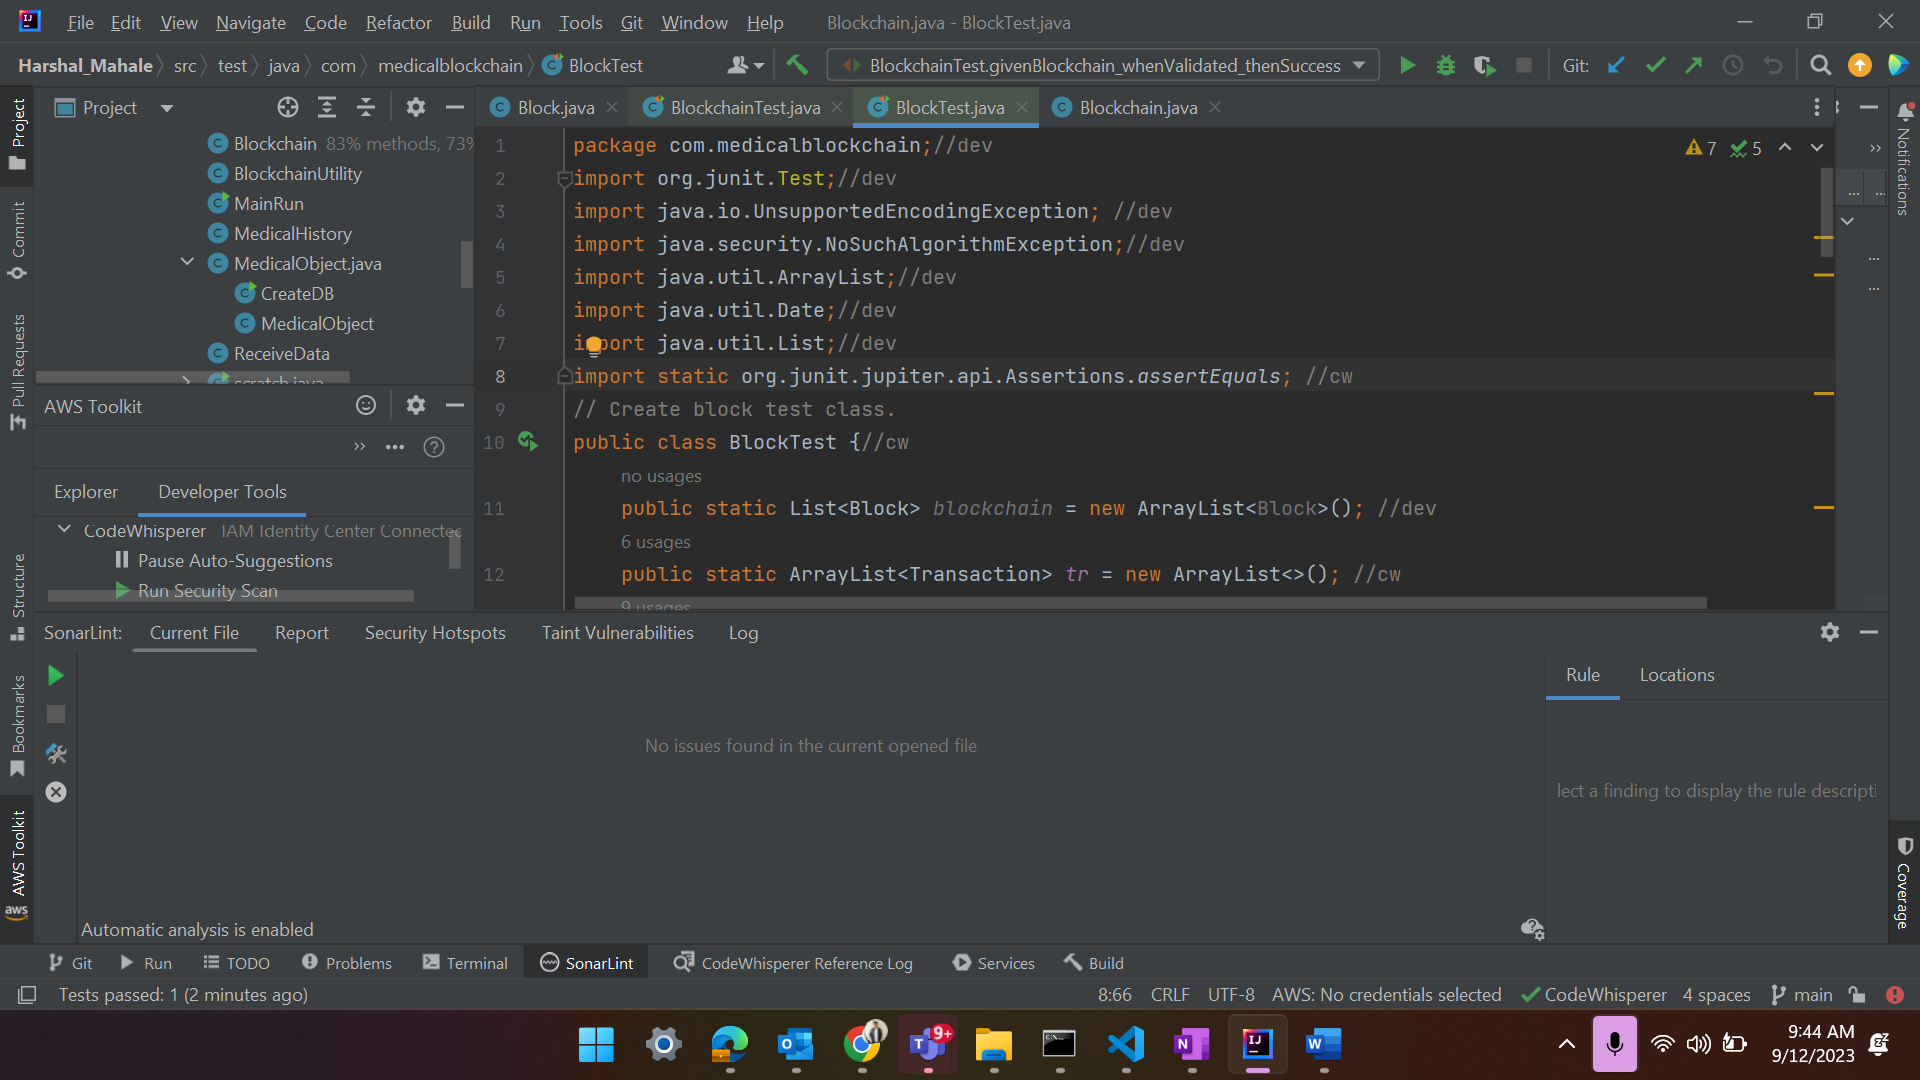 File Edit View Navigate Code Refactor Build Run Tools Git Window Help Blockchain.java - BlockTest.java
Harshal_Mahale src test java com medicalblockchain BlockTest BlockchainTest.givenBlockchain_whenValidated_thenSuccess Git:
Project
Block.java BlockchainTest.java BlockTest.java Blockchain.java
Blockchain 83% methods, 73%
BlockchainUtility
MainRun
MedicalHistory
MedicalObject.java
CreateDB
MedicalObject
ReceiveData
scratch.java
AWS Toolkit
Explorer Developer Tools
CodeWhisperer IAM Identity Center Connected
Pause Auto-Suggestions
Run Security Scan
1 package com.medicalblockchain;//dev
2 import org.junit.Test;//dev
3 import java.io.UnsupportedEncodingException; //dev
4 import java.security.NoSuchAlgorithmException;//dev
5 import java.util.ArrayList;//dev
6 import java.util.Date;//dev
7 import java.util.List;//dev
8 import static org.junit.jupiter.api.Assertions.assertEquals; //cw
9 // Create block test class.
10 public class BlockTest {//cw
no usages
11 public static List<Block> blockchain = new ArrayList<Block>(); //dev
6 usages
12 public static ArrayList<Transaction> tr = new ArrayList<>(); //cw
9 usages
7 5
Project
Commit
Pull Requests
Structure
Bookmarks
AWS Toolkit
aws
Notifications
Coverage
SonarLint: Current File Report Security Hotspots Taint Vulnerabilities Log
Rule Locations
No issues found in the current opened file
lect a finding to display the rule descripti
Automatic analysis is enabled
Git Run TODO Problems Terminal SonarLint CodeWhisperer Reference Log Services Build
Tests passed: 1 (2 minutes ago) 8:66 CRLF UTF-8 AWS: No credentials selected CodeWhisperer 4 spaces main
9+
9:44 AM
9/12/2023